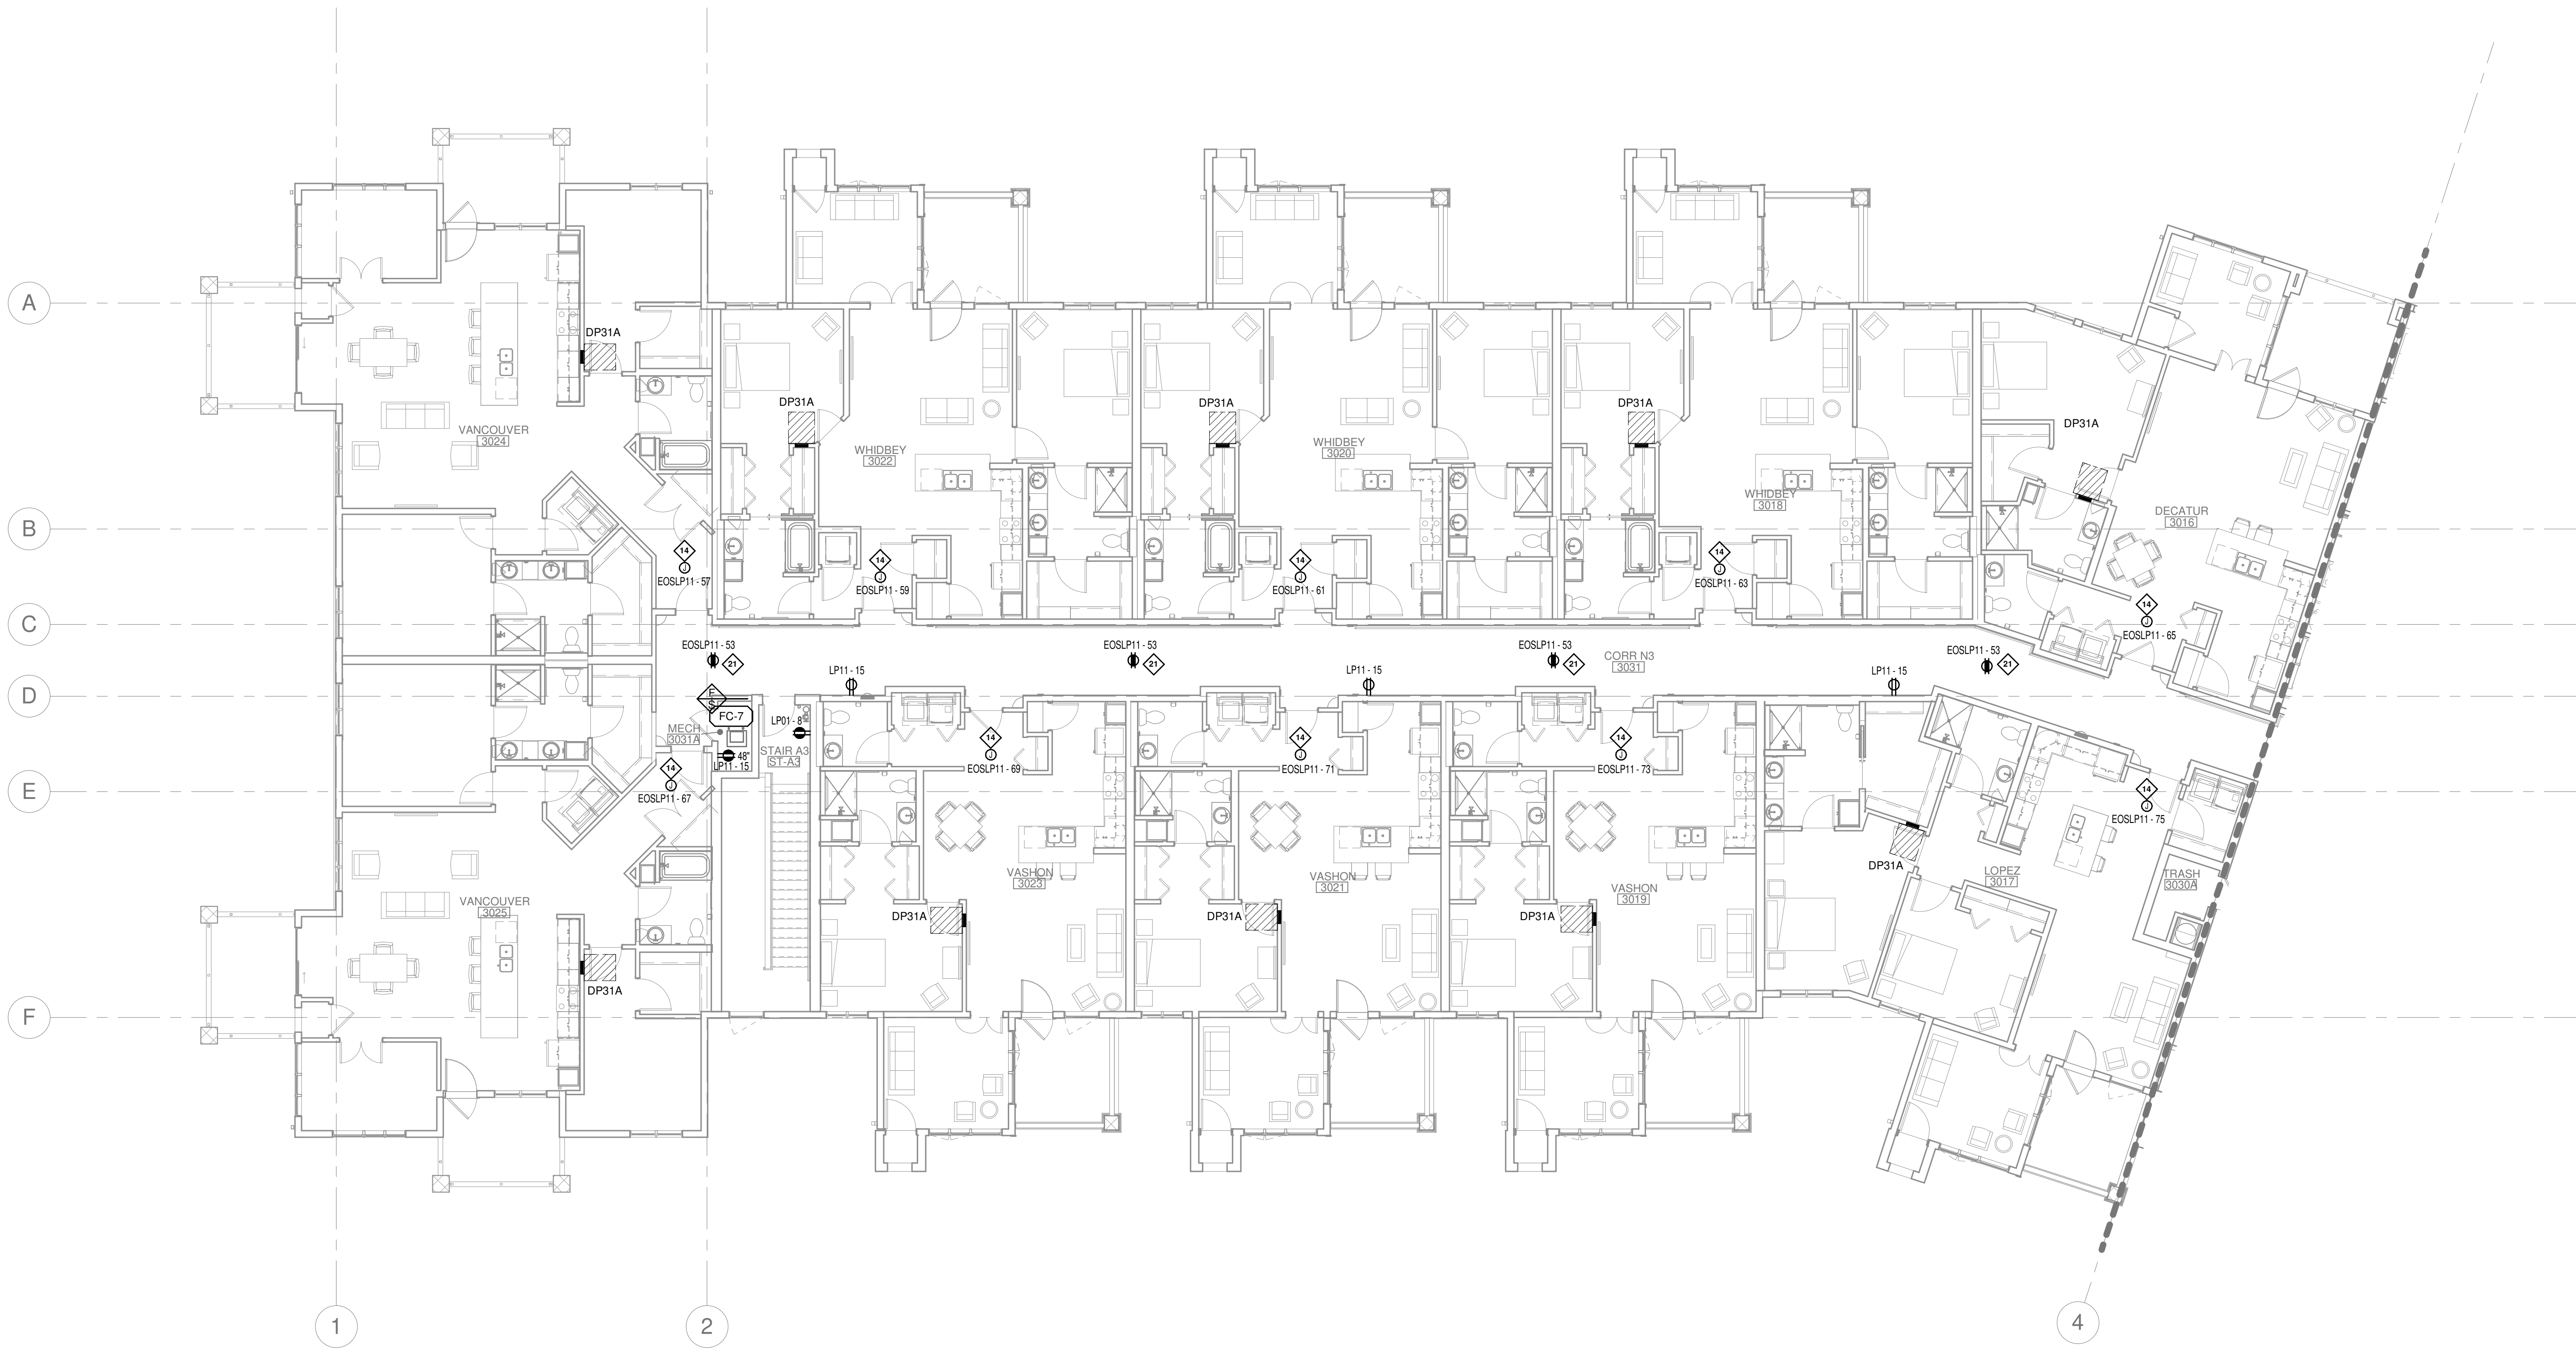 A
DP31A
DP31A
DP31A
DP31A
DP31A
VANCOUVER
3024
WHIDBEY
3022
WHIDBEY
3020
WHIDBEY
3018
DECATUR
3016
B
14
J
EOSLP11 - 57
14
J
EOSLP11 - 59
14
J
EOSLP11 - 61
14
J
EOSLP11 - 63
14
J
EOSLP11 - 65
C
EOSLP11 - 53
21
EOSLP11 - 53
21
EOSLP11 - 53
21
CORR N3
3031
EOSLP11 - 53
21
LP11 - 15
LP11 - 15
LP11 - 15
D
F
S
FC-7
LP01 - 8
MECH
3031A
48"
LP11 - 15
STAIR A3
ST-A3
14
J
EOSLP11 - 67
14
J
EOSLP11 - 69
14
J
EOSLP11 - 71
14
J
EOSLP11 - 73
14
J
EOSLP11 - 75
E
VANCOUVER
3025
VASHON
3023
VASHON
3021
VASHON
3019
DP31A
LOPEZ
3017
TRASH
3030A
DP31A
DP31A
DP31A
DP31A
F
1
2
4